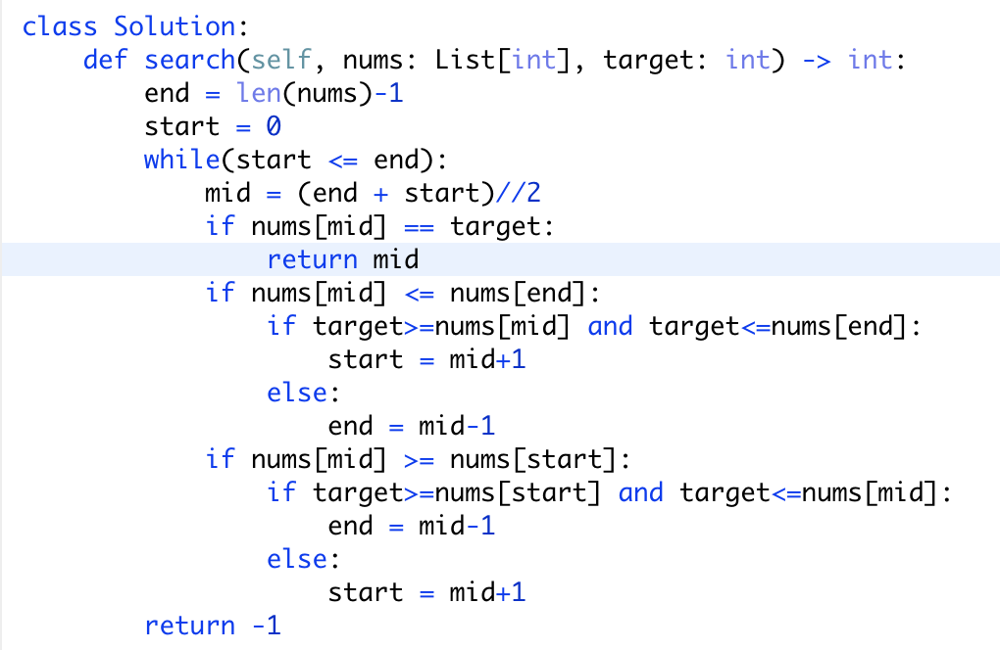 class Solution:
    def search(self, nums: List[int], target: int) -> int:
        end = len(nums)-1
        start = 0
        while(start <= end):
            mid = (end + start)//2
            if nums[mid] == target:
                return mid
            if nums[mid] <= nums[end]:
                if target>=nums[mid] and target<=nums[end]:
                    start = mid+1
                else:
                    end = mid-1
            if nums[mid] >= nums[start]:
                if target>=nums[start] and target<=nums[mid]:
                    end = mid-1
                else:
                    start = mid+1
        return -1